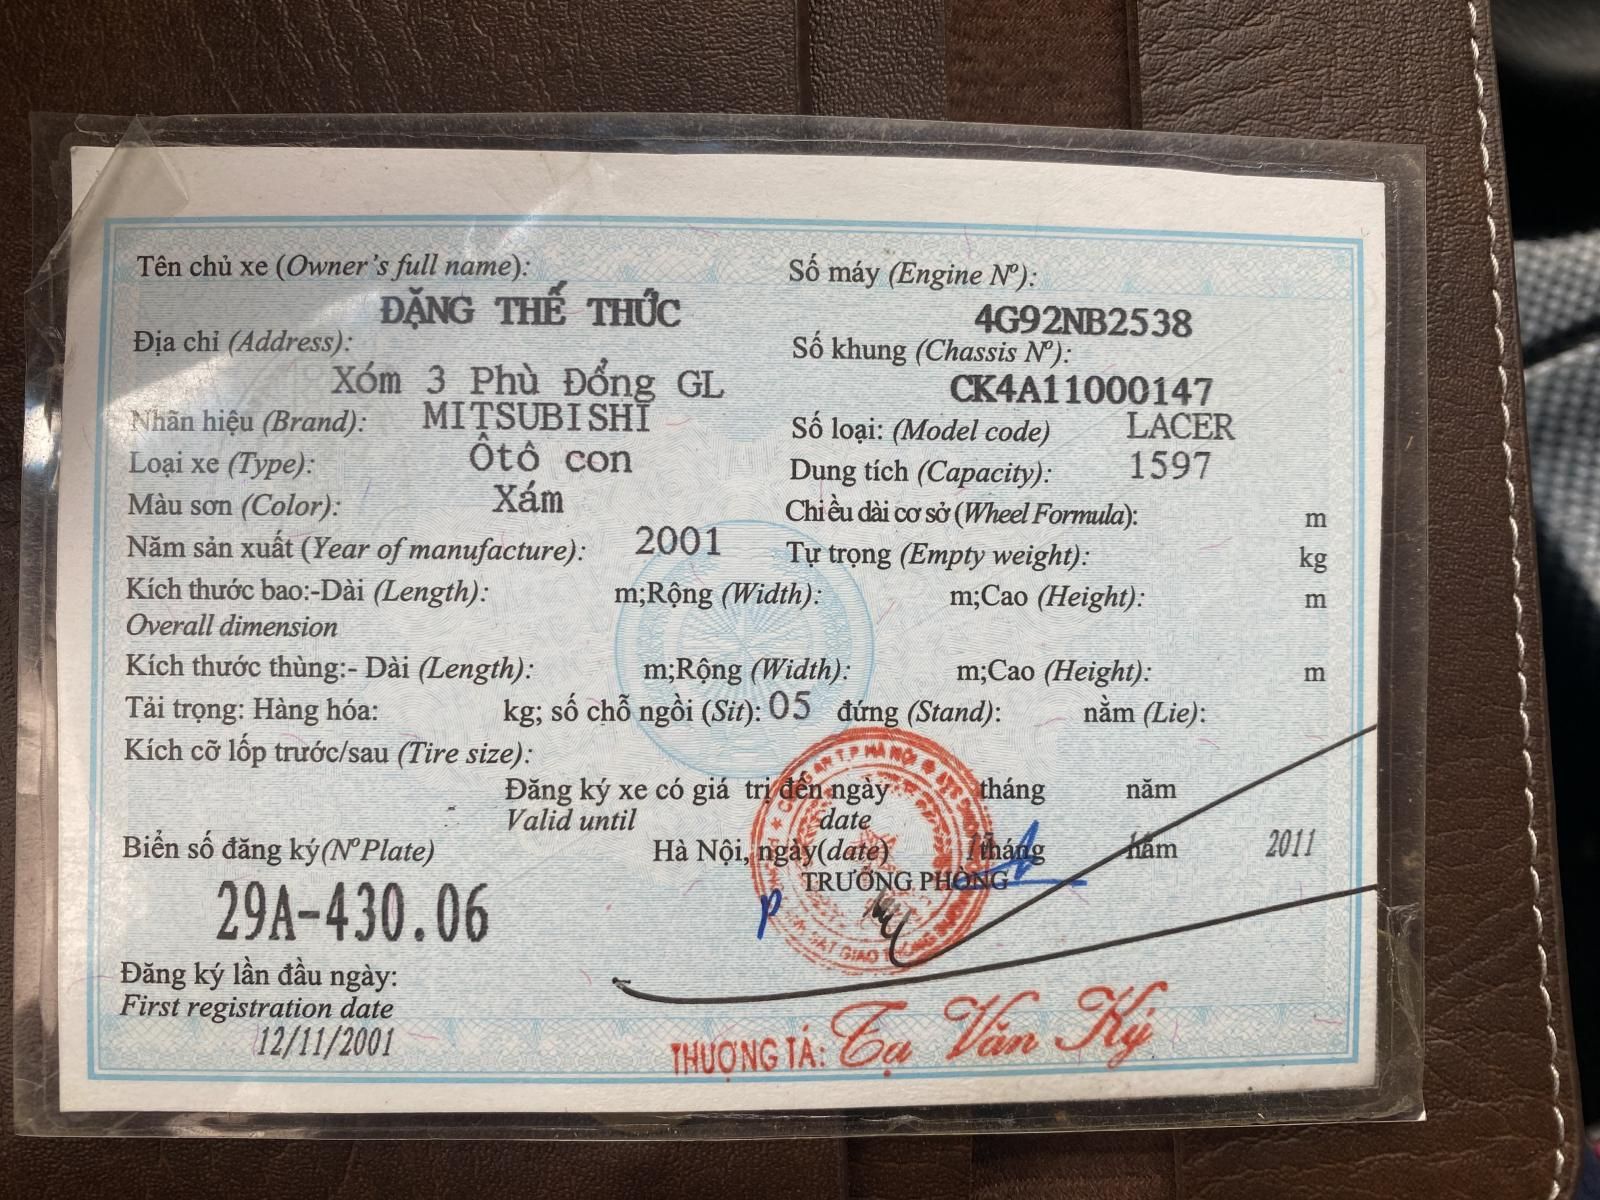 Tên chủ xe (Owner's full name):
ĐẶNG THẾ THỨC
Địa chỉ (Address):
Xóm 3 Phù Đổng GL
Nhãn hiệu (Brand): MITSUBISHI
Loại xe (Type): Ôtô con
Màu sơn (Color): Xám
Năm sản xuất (Year of manufacture): 2001
Số máy (Engine Nº):
4G92NB2538
Số khung (Chassis Nº):
CK4A11000147
Số loại: (Model code) LACER
Dung tích (Capacity): 1597
Chiều dài cơ sở (Wheel Formula): m
Tự trọng (Empty weight): kg
Kích thước bao:-Dài (Length): m;Rộng (Width): m;Cao (Height): m
Overall dimension
Kích thước thùng:- Dài (Length): m;Rộng (Width): m;Cao (Height): m
Tải trọng: Hàng hóa: kg; số chỗ ngồi (Sit): 05 đứng (Stand): nằm (Lie):
Kích cỡ lốp trước/sau (Tire size):
Đăng ký xe có giá trị đến ngày tháng năm
Valid until date
Biển số đăng ký(NºPlate)
29A-430.06
Hà Nội, ngày(date) tháng năm 2011
TRƯỞNG PHÒNG
Đăng ký lần đầu ngày:
First registration date
12/11/2001
THƯỢNG TÁ: Tạ Văn Ký